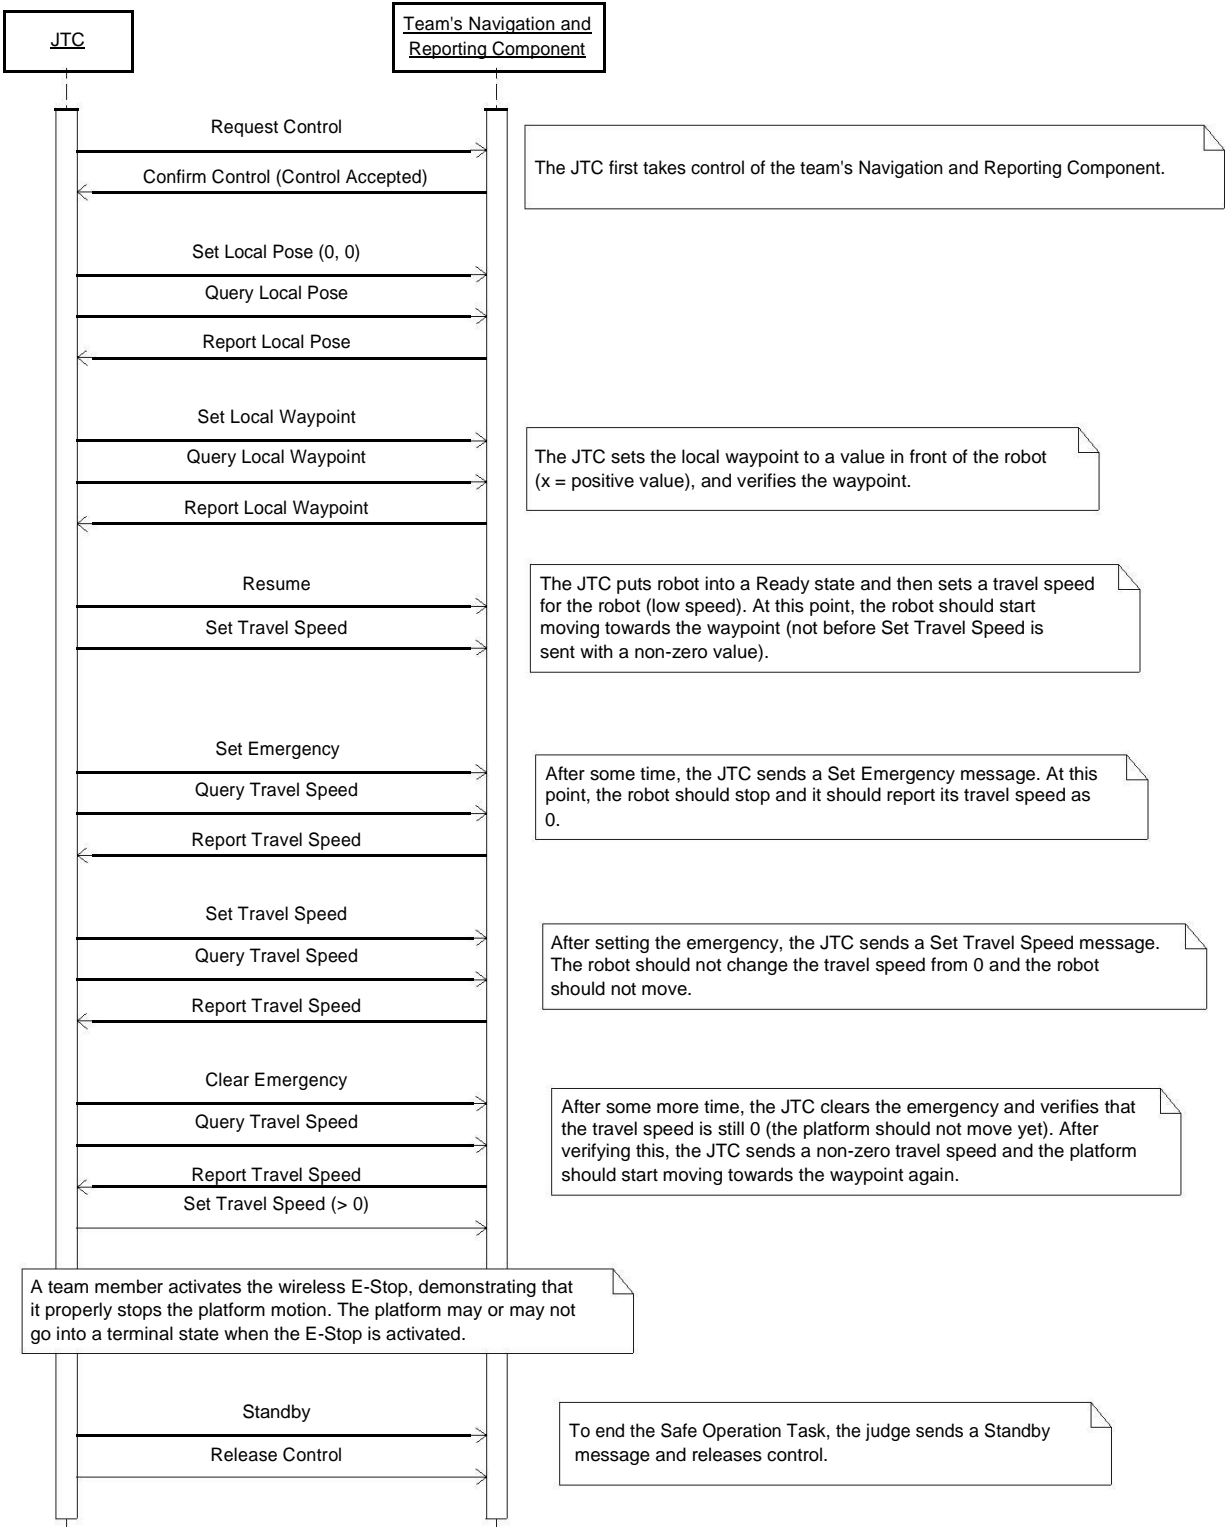 JTC
Team's Navigation and
Reporting Component
Request Control
The JTC first takes control of the team's Navigation and Reporting Component.
Confirm Control (Control Accepted)
Set Local Pose (0, 0)
Query Local Pose
Report Local Pose
Set Local Waypoint
Query Local Waypoint
Report Local Waypoint
The JTC sets the local waypoint to a value in front of the robot
(x = positive value), and verifies the waypoint.
Resume
Set Travel Speed
The JTC puts robot into a Ready state and then sets a travel speed
for the robot (low speed). At this point, the robot should start
moving towards the waypoint (not before Set Travel Speed is
sent with a non-zero value).
Set Emergency
Query Travel Speed
Report Travel Speed
After some time, the JTC sends a Set Emergency message. At this
point, the robot should stop and it should report its travel speed as
0.
Set Travel Speed
Query Travel Speed
Report Travel Speed
After setting the emergency, the JTC sends a Set Travel Speed message.
The robot should not change the travel speed from 0 and the robot
should not move.
Clear Emergency
Query Travel Speed
Report Travel Speed
Set Travel Speed (> 0)
After some more time, the JTC clears the emergency and verifies that
the travel speed is still 0 (the platform should not move yet). After
verifying this, the JTC sends a non-zero travel speed and the platform
should start moving towards the waypoint again.
A team member activates the wireless E-Stop, demonstrating that
it properly stops the platform motion. The platform may or may not
go into a terminal state when the E-Stop is activated.
Standby
Release Control
To end the Safe Operation Task, the judge sends a Standby
message and releases control.